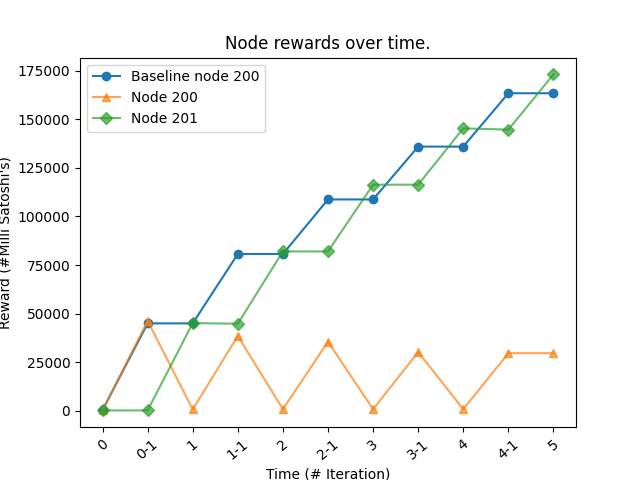 Node rewards over time.
Baseline node 200
Node 200
Node 201
Reward (#Milli Satoshi's)
175000
150000
125000
100000
75000
50000
25000
0
0 0-1 1 1-1 2 2-1 3 3-1 4 4-1 5
Time (# Iteration)